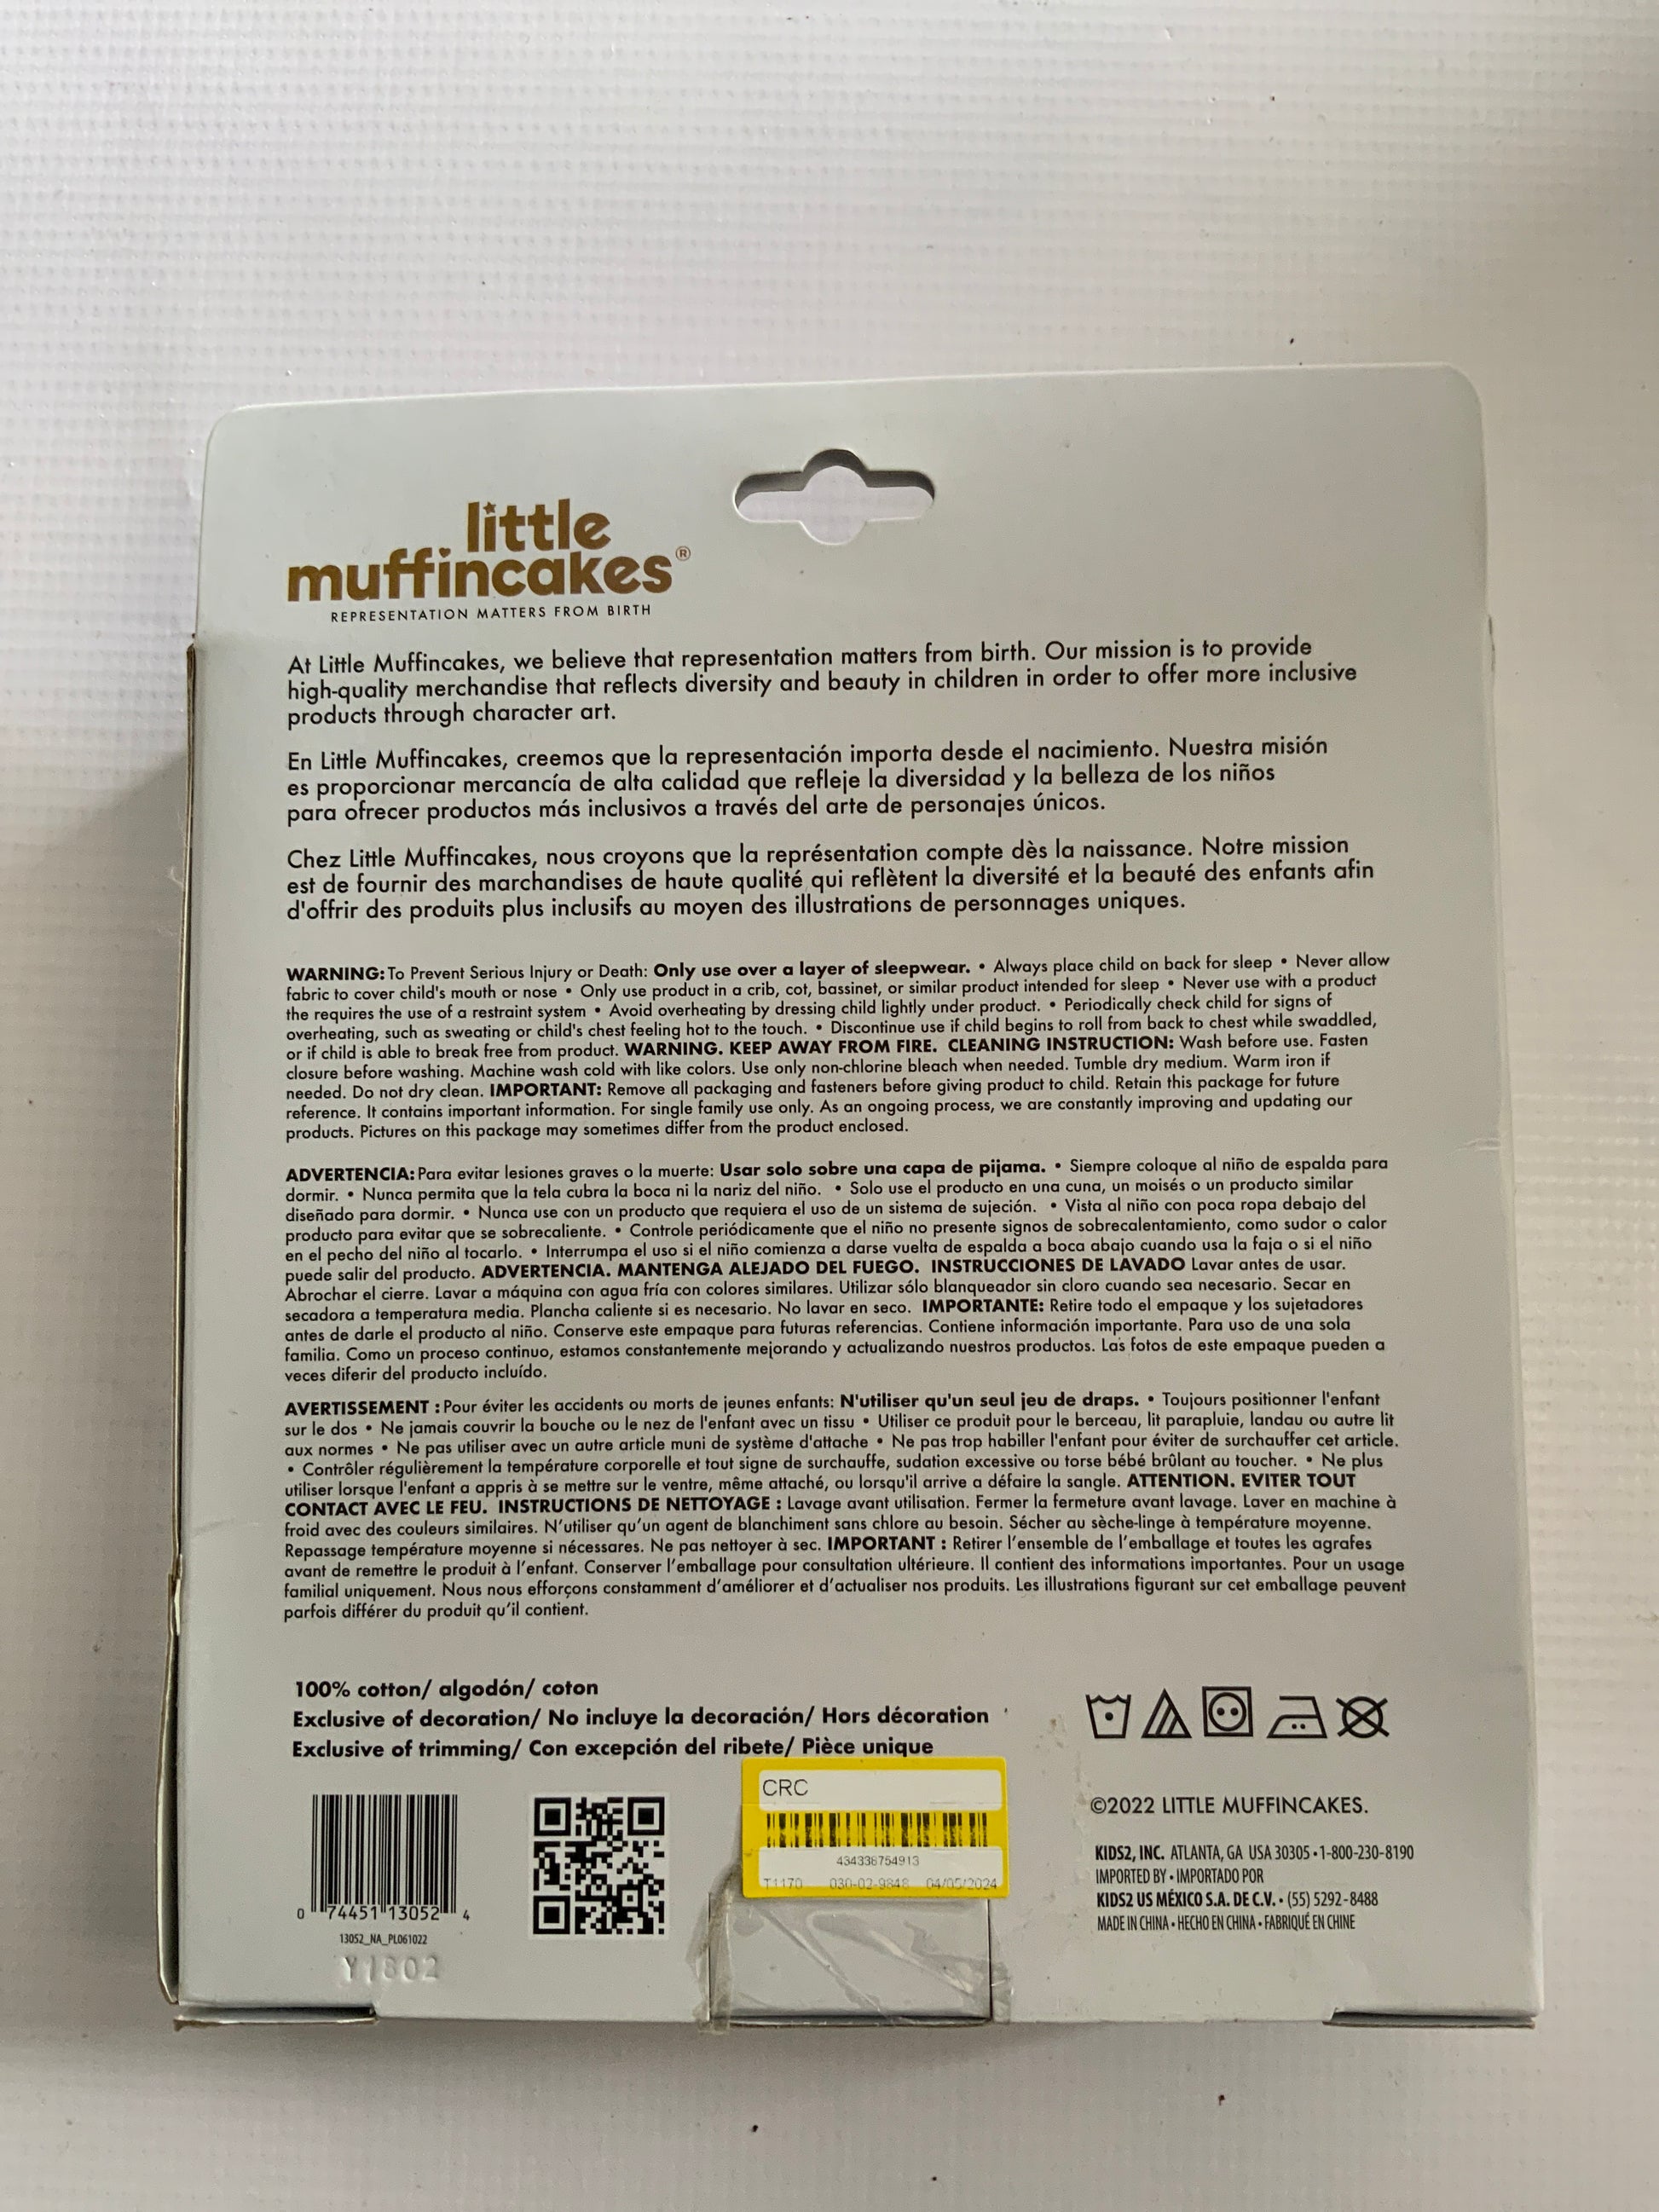 little
muffincakes®
REPRESENTATION MATTERS FROM BIRTH
At Little Muffincakes, we believe that representation matters from birth. Our mission is to provide
high-quality merchandise that reflects diversity and beauty in children in order to offer more inclusive
products through character art.
En Little Muffincakes, creemos que la representación importa desde el nacimiento. Nuestra misión
es proporcionar mercancía de alta calidad que refleje la diversidad y la belleza de los niños
para ofrecer productos más inclusivos a través del arte de personajes únicos.
Chez Little Muffincakes, nous croyons que la représentation compte dès la naissance. Notre mission
est de fournir des marchandises de haute qualité qui reflètent la diversité et la beauté des enfants afin
d'offrir des produits plus inclusifs au moyen des illustrations de personnages uniques.
WARNING: To Prevent Serious Injury or Death: Only use over a layer of sleepwear. • Always place child on back for sleep • Never allow
fabric to cover child's mouth or nose • Only use product in a crib, cot, bassinet, or similar product intended for sleep • Never use with a product
the requires the use of a restraint system • Avoid overheating by dressing child lightly under product. • Periodically check child for signs of
overheating, such as sweating or child's chest feeling hot to the touch. • Discontinue use if child begins to roll from back to chest while swaddled,
or if child is able to break free from product. WARNING. KEEP AWAY FROM FIRE. CLEANING INSTRUCTION: Wash before use. Fasten
closure before washing. Machine wash cold with like colors. Use only non-chlorine bleach when needed. Tumble dry medium. Warm iron if
needed. Do not dry clean. IMPORTANT: Remove all packaging and fasteners before giving product to child. Retain this package for future
reference. It contains important information. For single family use only. As an ongoing process, we are constantly improving and updating our
products. Pictures on this package may sometimes differ from the product enclosed.
ADVERTENCIA: Para evitar lesiones graves o la muerte: Usar solo sobre una capa de pijama. • Siempre coloque al niño de espalda para
dormir. • Nunca permita que la tela cubra la boca ni la nariz del niño. • Solo use el producto en una cuna, un moisés o un producto similar
diseñado para dormir. • Nunca use con un producto que requiera el uso de un sistema de sujeción. • Vista al niño con poca ropa debajo del
producto para evitar que se sobrecaliente. • Controle periódicamente que el niño no presente signos de sobrecalentamiento, como sudor o calor
en el pecho del niño al tocarlo. • Interrumpa el uso si el niño comienza a darse vuelta de espalda a boca abajo cuando usa la faja o si el niño
puede salir del producto. ADVERTENCIA. MANTENGA ALEJADO DEL FUEGO. INSTRUCCIONES DE LAVADO Lavar antes de usar.
Abrochar el cierre. Lavar a máquina con agua fría con colores similares. Utilizar sólo blanqueador sin cloro cuando sea necesario. Secar en
secadora a temperatura media. Plancha caliente si es necesario. No lavar en seco. IMPORTANTE: Retire todo el empaque y los sujetadores
antes de darle el producto al niño. Conserve este empaque para futuras referencias. Contiene información importante. Para uso de una sola
familia. Como un proceso continuo, estamos constantemente mejorando y actualizando nuestros productos. Las fotos de este empaque pueden a
veces diferir del producto incluído.
AVERTISSEMENT : Pour éviter les accidents ou morts de jeunes enfants: N'utiliser qu'un seul jeu de draps. • Toujours positionner l'enfant
sur le dos • Ne jamais couvrir la bouche ou le nez de l'enfant avec un tissu • Utiliser ce produit pour le berceau, lit parapluie, landau ou autre lit
aux normes • Ne pas utiliser avec un autre article muni de système d'attache • Ne pas trop habiller l'enfant pour éviter de surchauffer cet article.
• Contrôler régulièrement la température corporelle et tout signe de surchauffe, sudation excessive ou torse bébé brûlant au toucher. • Ne plus
utiliser lorsque l'enfant a appris à se mettre sur le ventre, même attaché, ou lorsqu'il arrive a défaire la sangle. ATTENTION. EVITER TOUT
CONTACT AVEC LE FEU. INSTRUCTIONS DE NETTOYAGE : Lavage avant utilisation. Fermer la fermeture avant lavage. Laver en machine à
froid avec des couleurs similaires. N'utiliser qu'un agent de blanchiment sans chlore au besoin. Sécher au sèche-linge à température moyenne.
Repassage température moyenne si nécessaires. Ne pas nettoyer à sec. IMPORTANT : Retirer l'ensemble de l'emballage et toutes les agrafes
avant de remettre le produit à l'enfant. Conserver l'emballage pour consultation ultérieure. Il contient des informations importantes. Pour un usage
familial uniquement. Nous nous efforçons constamment d'améliorer et d'actualiser nos produits. Les illustrations figurant sur cet emballage peuvent
parfois différer du produit qu'il contient.
100% cotton/ algodón/ coton
Exclusive of decoration/ No incluye la decoración/ Hors décoration
Exclusive of trimming/ Con excepción del ribete/ Pièce unique
CRC
434336754913
T1170 030-02-9848 04/05/2024
0 74451 13052 4
13052_NA_PL061022
Y1802
©2022 LITTLE MUFFINCAKES.
KIDS2, INC. ATLANTA, GA USA 30305 • 1-800-230-8190
IMPORTED BY • IMPORTADO POR
KIDS2 US MÉXICO S.A. DE C.V. • (55) 5292-8488
MADE IN CHINA • HECHO EN CHINA • FABRIQUÉ EN CHINE